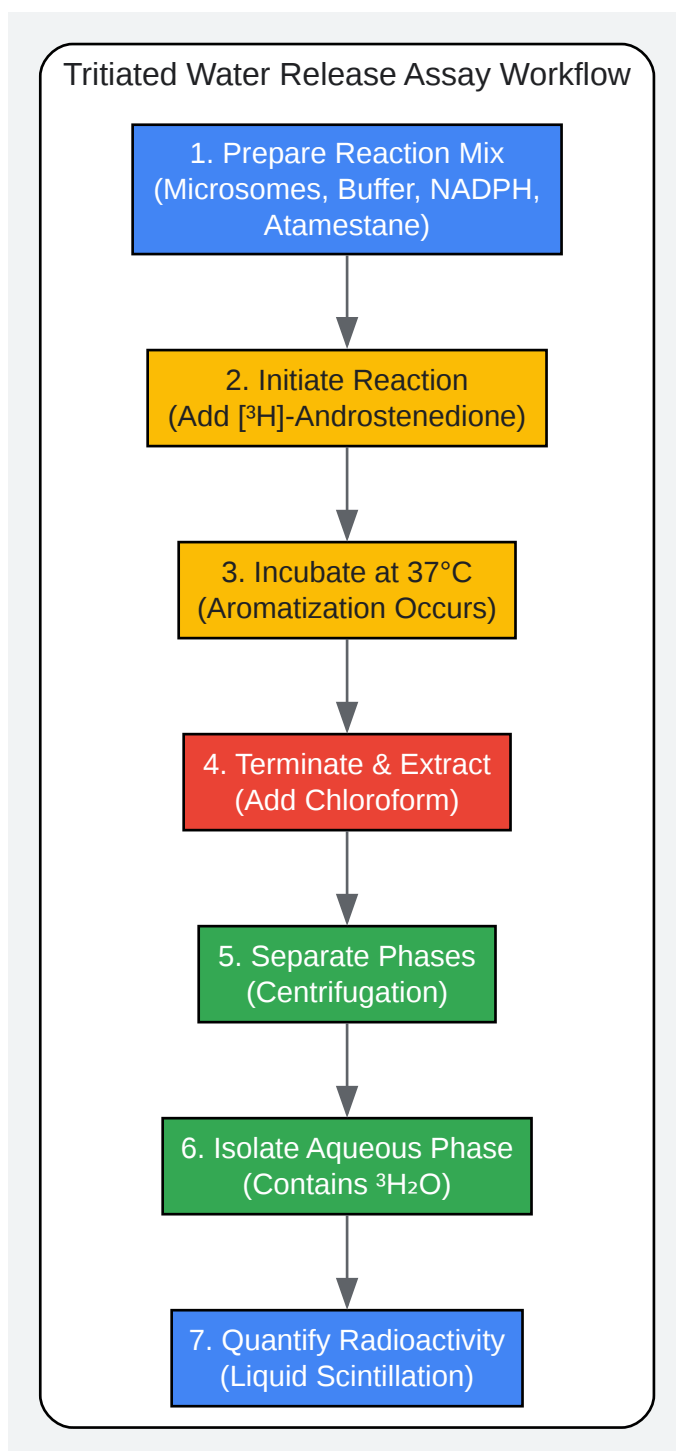 Tritiated Water Release Assay Workflow
1. Prepare Reaction Mix
(Microsomes, Buffer, NADPH,
Atamestane)
2. Initiate Reaction
(Add [³H]-Androstenedione)
3. Incubate at 37°C
(Aromatization Occurs)
4. Terminate & Extract
(Add Chloroform)
5. Separate Phases
(Centrifugation)
6. Isolate Aqueous Phase
(Contains ³H₂O)
7. Quantify Radioactivity
(Liquid Scintillation)